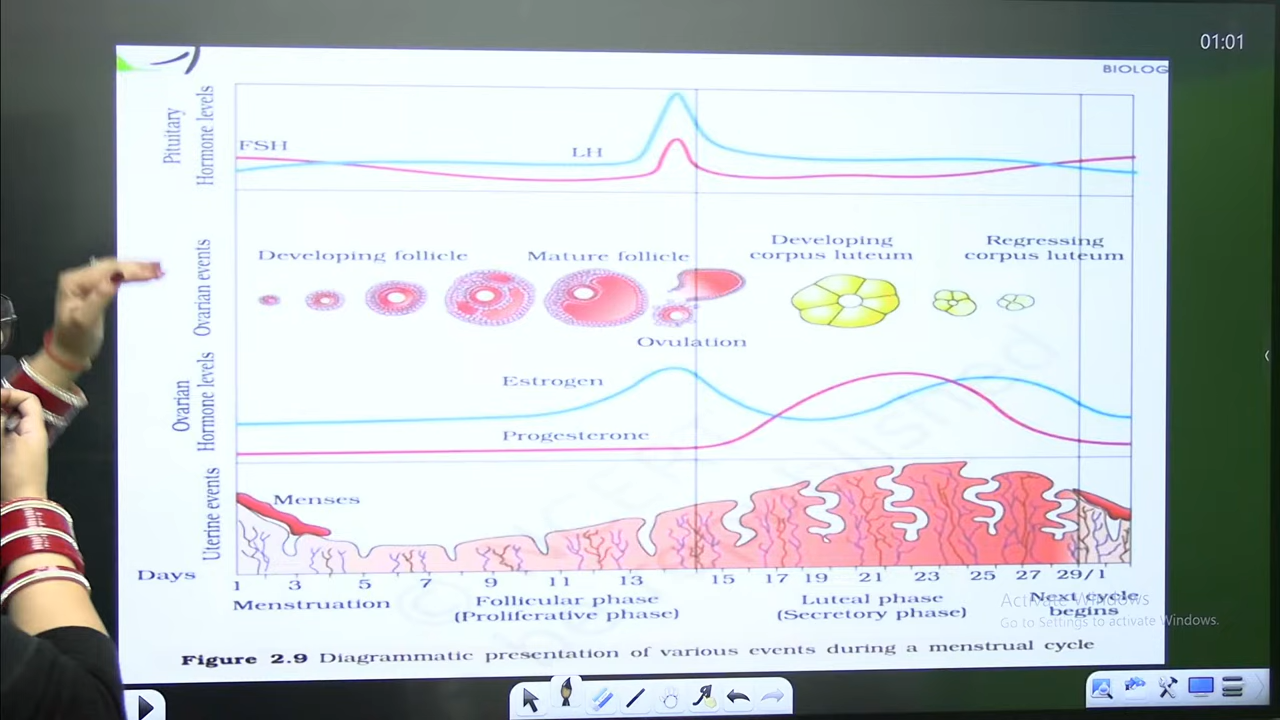 01:01
BIOLOG
Pituitary
Hormone levels
FSH
LH
Ovarian events
Developing follicle
Mature follicle
Developing
corpus luteum
Regressing
corpus luteum
Ovulation
Ovarian
Hormone levels
Estrogen
Progesterone
Uterine events
Menses
Days
1 3 5 7 9 11 13 15 17 19 21 23 25 27 29/1
Menstruation
Follicular phase
(Proliferative phase)
Luteal phase
(Secretory phase)
Next cycle
begins
Activate Windows
Go to Settings to activate Windows.
Figure 2.9 Diagrammatic presentation of various events during a menstrual cycle